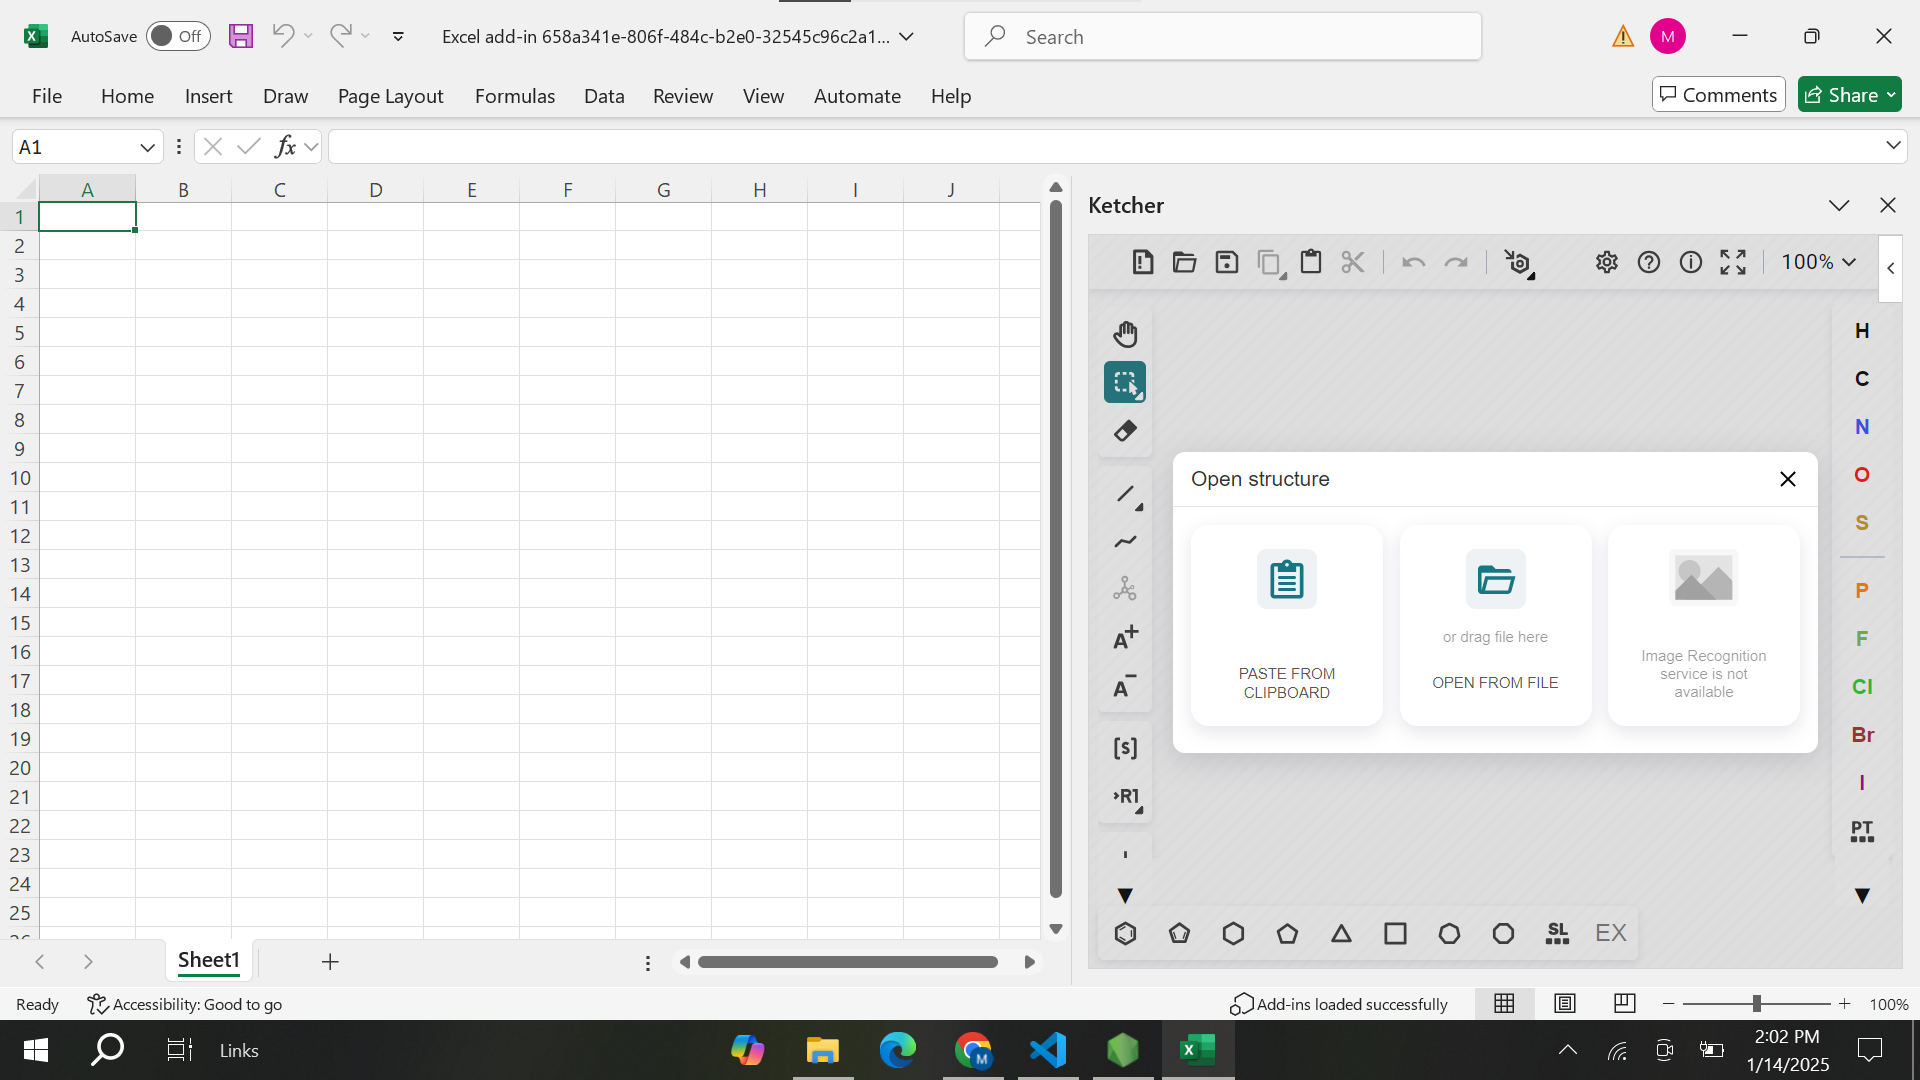 AutoSave Off Excel add-in 658a341e-806f-484c-b2e0-32545c96c2a1... Search M
File Home Insert Draw Page Layout Formulas Data Review View Automate Help Comments Share
A1 fx
A B C D E F G H I J
1
2
3
4
5
6
7
8
9
10
11
12
13
14
15
16
17
18
19
20
21
22
23
24
25
Ketcher
100%
H
C
N
O
S
P
F
Cl
Br
I
PT
A+
A−
[S]
R1
Open structure
PASTE FROM
CLIPBOARD
or drag file here
OPEN FROM FILE
Image Recognition
service is not
available
SL EX
Sheet1
Ready Accessibility: Good to go Add-ins loaded successfully 100%
Links M 2:02 PM
1/14/2025